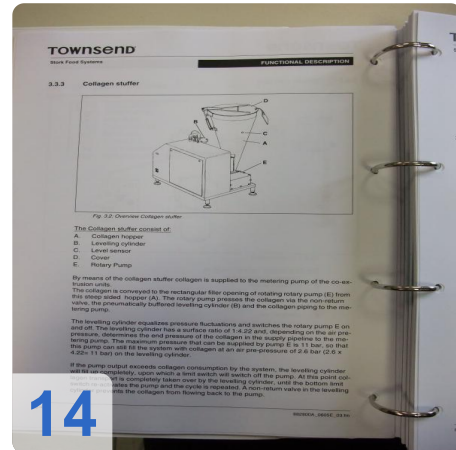 TOWNSEND
Stork Food Systems
FUNCTIONAL DESCRIPTION
3.3.3 Collagen stuffer
D
B
C
A
E
Fig. 3.2. Overview Collagen stuffer
The Collagen stuffer consist of:
A. Collagen hopper
B. Levelling cylinder
C. Level sensor
D. Cover
E. Rotary Pump
By means of the collagen stuffer collagen is supplied to the metering pump of the co-ex-
trusion units.
The collagen is conveyed to the rectangular filler opening of rotating rotary pump (E) from
this steep sided hopper (A). The rotary pump presses the collagen via the non-return
valve, the pneumatically buffered levelling cylinder (B) and the collagen piping to the me-
tering pump.
The levelling cylinder equalizes pressure fluctuations and switches the rotary pump E on
and off. The levelling cylinder has a surface ratio of 1-4.22 and, depending on the air pre-
pressure, determines the end pressure of the collagen in the supply pipeline to the me-
tering pump. The maximum pressure that can be supplied by pump E is 11 bar, so that
this pump can still fill the system with collagen at an air pre-pressure of 2.6 bar (2.6 x
4.22= 11 bar) on the levelling cylinder.
If the pump output exceeds collagen consumption by the system, the levelling cylinder
will fill up completely, upon which a limit switch will switch off the pump. At this point col-
transport is completely taken over by the levelling cylinder, until the bottom limit
activates the pump and the cycle is repeated. A non-return valve in the levelling
prevents the collagen from flowing back to the pump.
14